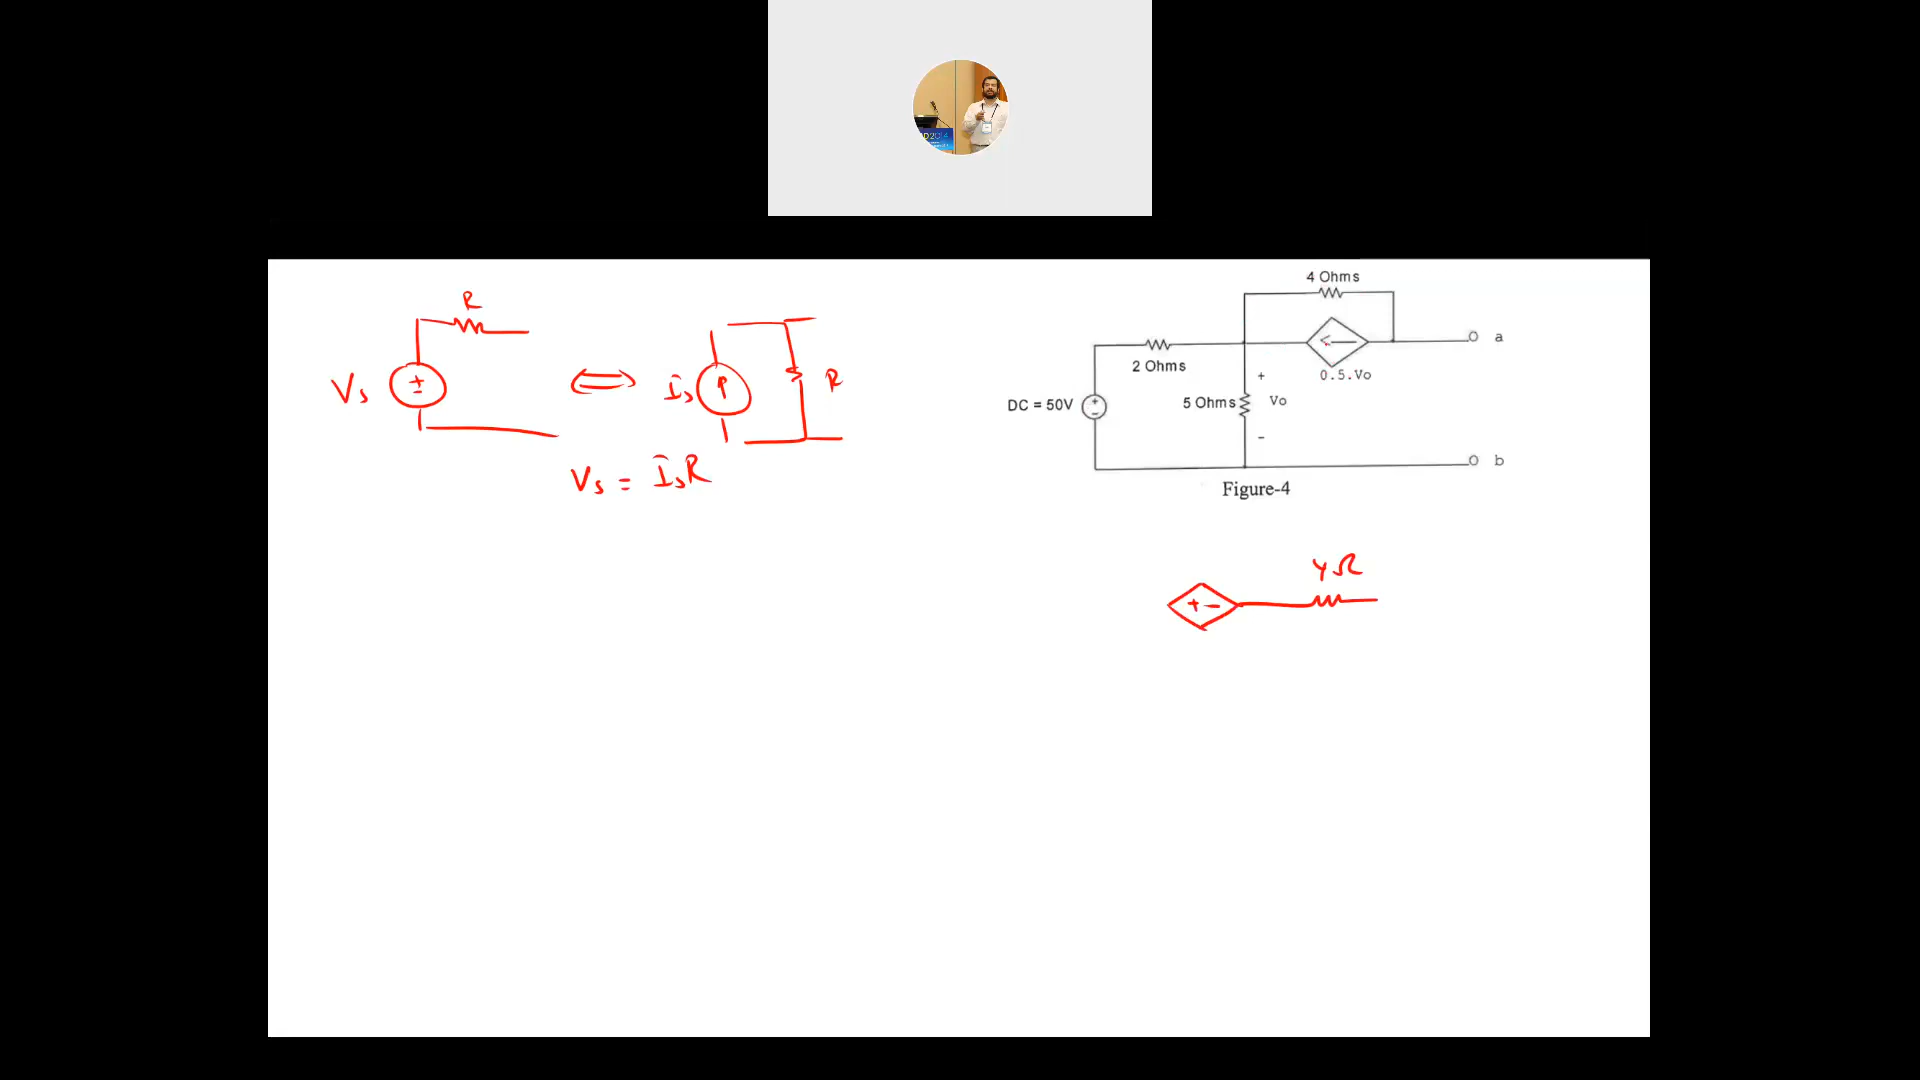 R
Vs
+
-
Is
R
Vs = IsR
4 Ohms
a
2 Ohms
0.5.Vo
+
DC = 50V
+
-
5 Ohms
Vo
-
b
Figure-4
4Ω
+ -